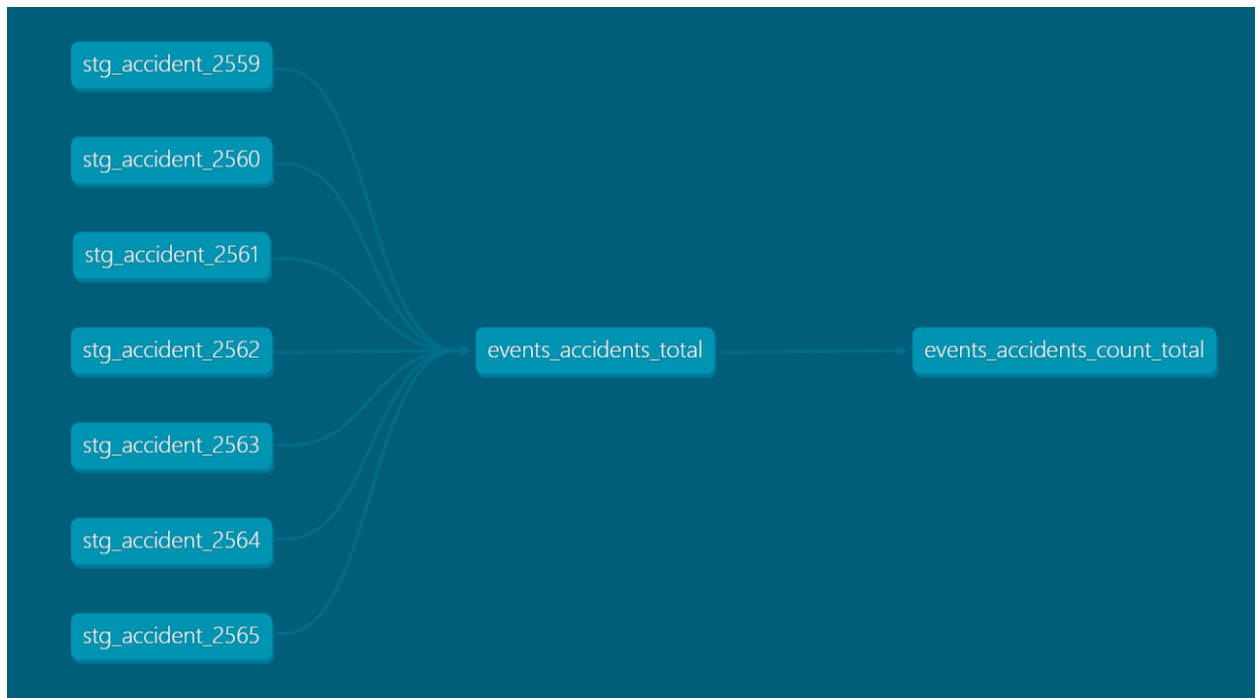 stg_accident_2559
stg_accident_2560
stg_accident_2561
stg_accident_2562
events_accidents_total
events_accidents_count_total
stg_accident_2563
stg_accident_2564
stg_accident_2565